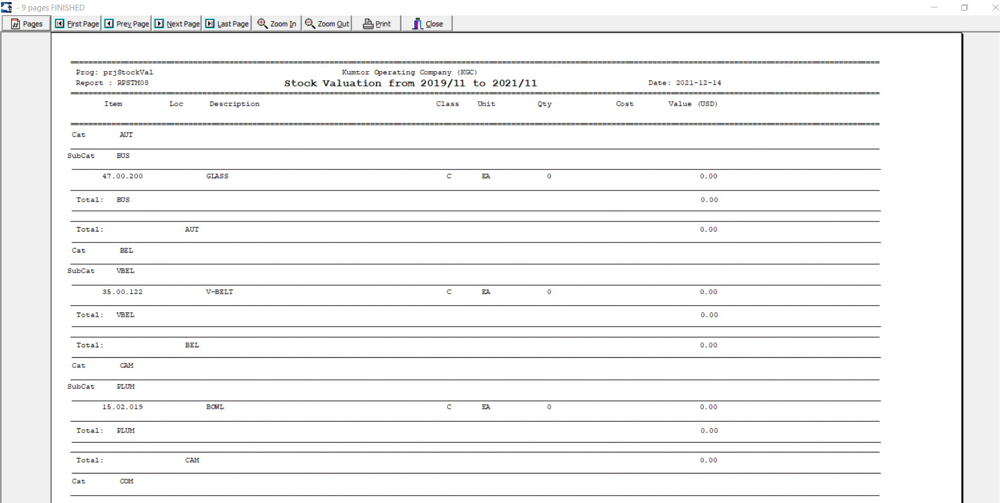 - 9 pages FINISHED
Pages First Page Prev Page Next Page Last Page Zoom In Zoom Out Print Close
Prog: prjStockVal Kumtor Operating Company (KGC)
Report : RPSTM08 Stock Valuation from 2019/11 to 2021/11 Date: 2021-12-14
Item Loc Description Class Unit Qty Cost Value (USD)
Cat AUT
SubCat BUS
47.00.200 GLASS C EA 0 0.00
Total: BUS 0.00
Total: AUT 0.00
Cat BEL
SubCat VBEL
35.00.122 V-BELT C EA 0 0.00
Total: VBEL 0.00
Total: BEL 0.00
Cat CAM
SubCat PLUM
15.02.019 BOWL C EA 0 0.00
Total: PLUM 0.00
Total: CAM 0.00
Cat COM